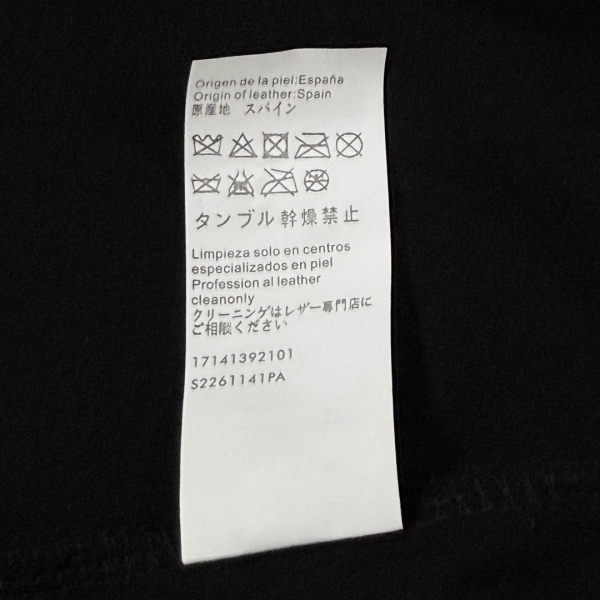 Origen de la piel:España
Origin of leather:Spain
原産地 スパイン
タンブル幹燥禁止
Limpieza solo en centros
especializados en piel
Profession al leather
cleanonly
クリーニングはレザー専門店に
ご相談ください
17141392101
S2261141PA